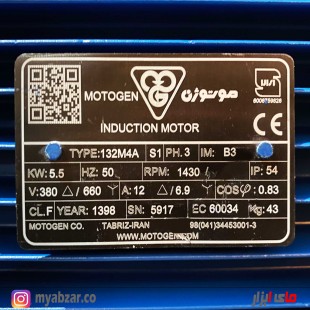 MOTOGEN موتوژن
6006759828
INDUCTION MOTOR
TYPE: 132M4A S1 PH. 3 IM: B3
KW: 5.5 HZ: 50 RPM: 1430 IP: 54
V: 380 △ / 660 Y A: 12 △ / 6.9 Y COSφ: 0.83
CL.F YEAR: 1398 SN: 5917 EC 60034 Kg: 43
MOTOGEN CO. TABRIZ-IRAN 98(041)34453001-3
WWW.MOTOGEN.COM
myabzar.co
مای ابزار